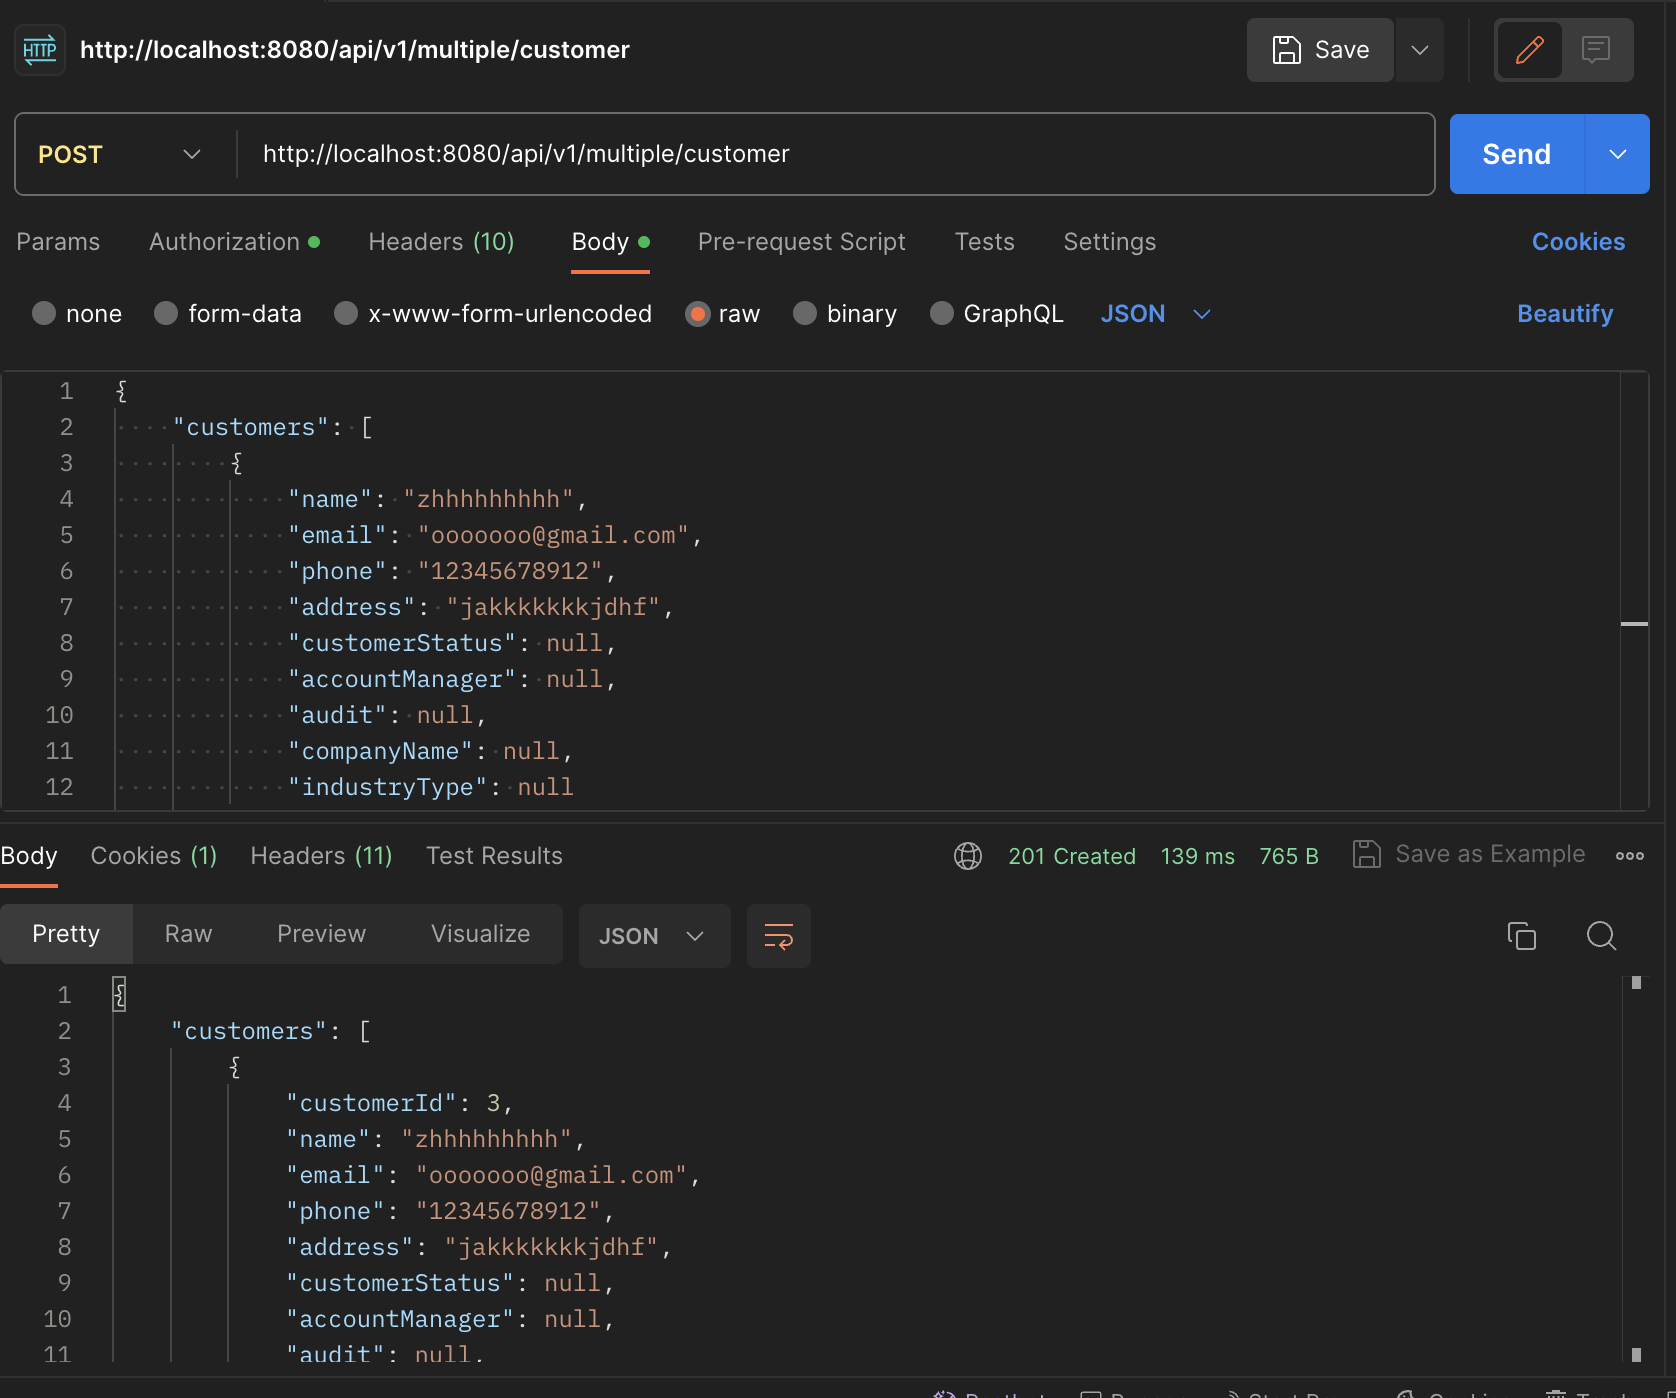 HTTP http://localhost:8080/api/v1/multiple/customer Save
POST http://localhost:8080/api/v1/multiple/customer Send
Params Authorization Headers (10) Body Pre-request Script Tests Settings Cookies
none form-data x-www-form-urlencoded raw binary GraphQL JSON Beautify
1 {
2 "customers": [
3 {
4 "name": "zhhhhhhhhh",
5 "email": "ooooooo@gmail.com",
6 "phone": "12345678912",
7 "address": "jakkkkkkkjdhf",
8 "customerStatus": null,
9 "accountManager": null,
10 "audit": null,
11 "companyName": null,
12 "industryType": null
Body Cookies (1) Headers (11) Test Results 201 Created 139 ms 765 B Save as Example
Pretty Raw Preview Visualize JSON
1 {
2 "customers": [
3 {
4 "customerId": 3,
5 "name": "zhhhhhhhhh",
6 "email": "ooooooo@gmail.com",
7 "phone": "12345678912",
8 "address": "jakkkkkkkjdhf",
9 "customerStatus": null,
10 "accountManager": null,
11 "audit": null,